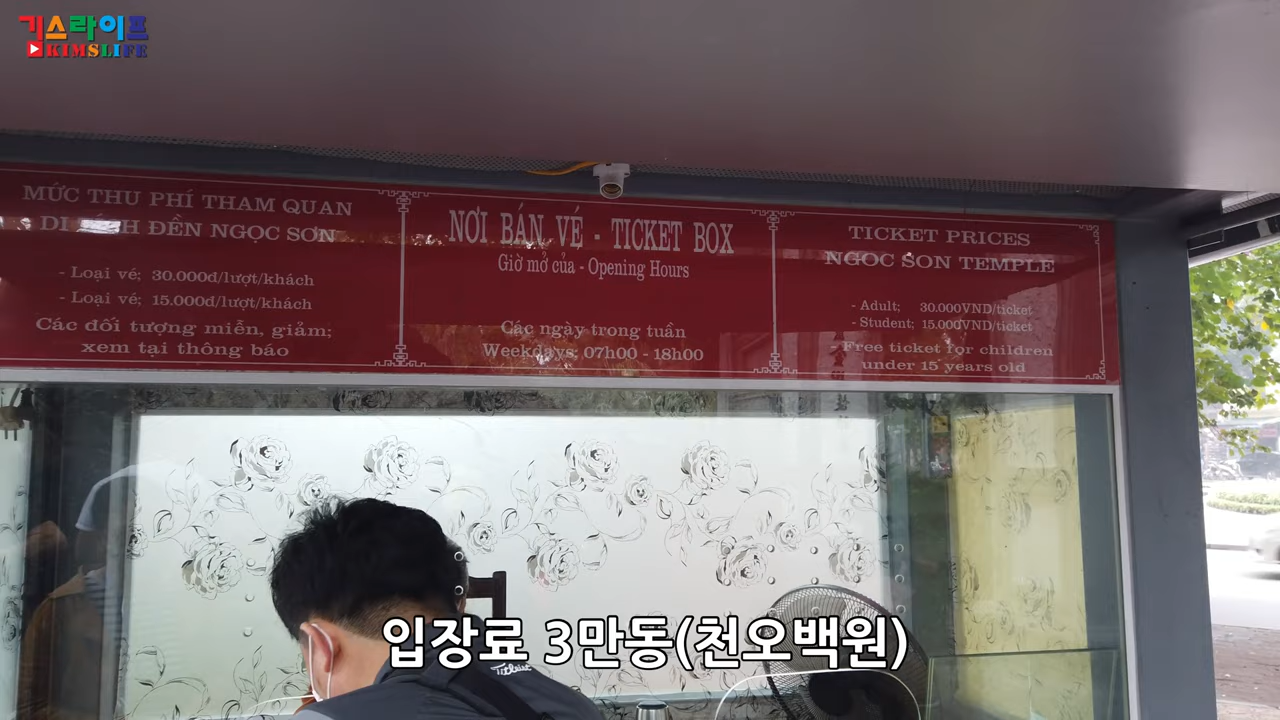 김스라이프
KIMSLIFE
MỨC THU PHÍ THAM QUAN
DI TÍCH ĐỀN NGỌC SƠN
- Loại vé; 30.000đ/lượt/khách
- Loại vé; 15.000đ/lượt/khách
Các đối tượng miễn, giảm;
xem tại thông báo
NƠI BÁN VÉ - TICKET BOX
Giờ mở cửa - Opening Hours
Các ngày trong tuần
Weekdays; 07h00 - 18h00
TICKET PRICES
NGOC SON TEMPLE
- Adult; 30.000VND/ticket
- Student; 15.000VND/ticket
- Free ticket for children
under 15 years old
Titleist
입장료 3만동(천오백원)